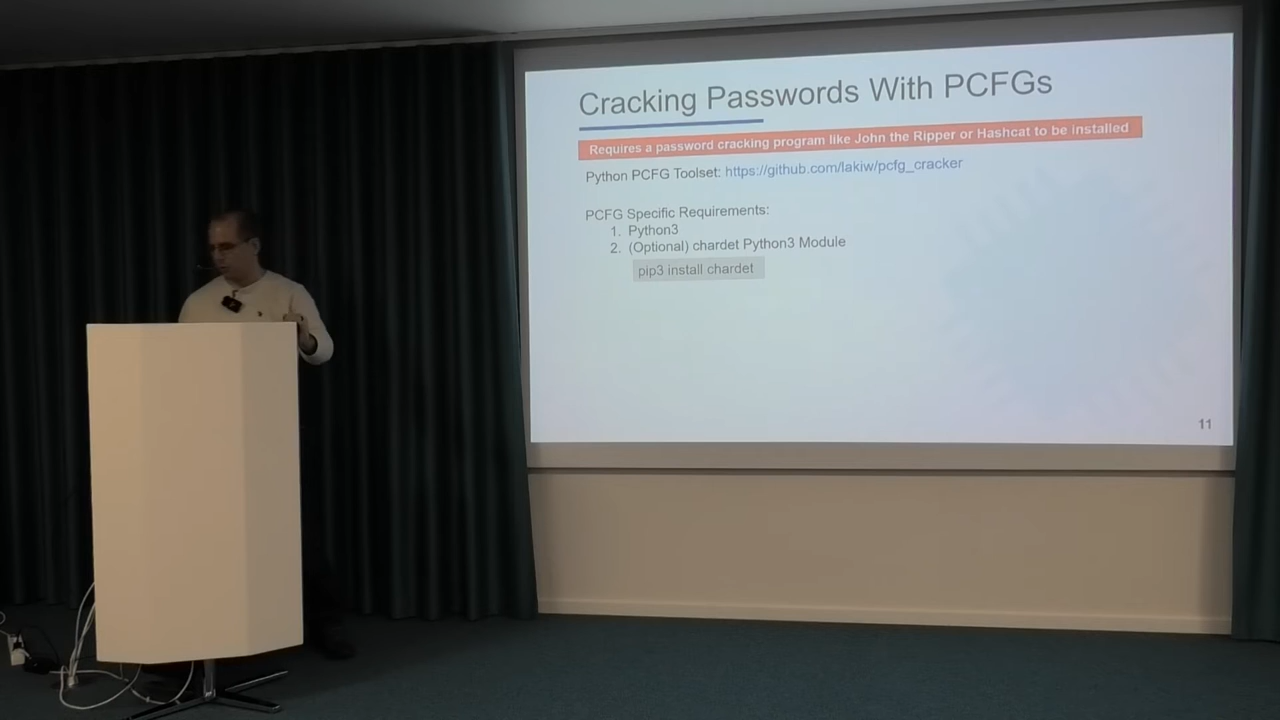 Cracking Passwords With PCFGs
Requires a password cracking program like John the Ripper or Hashcat to be installed
Python PCFG Toolset: https://github.com/lakiw/pcfg_cracker
PCFG Specific Requirements:
1. Python3
2. (Optional) chardet Python3 Module
pip3 install chardet
11